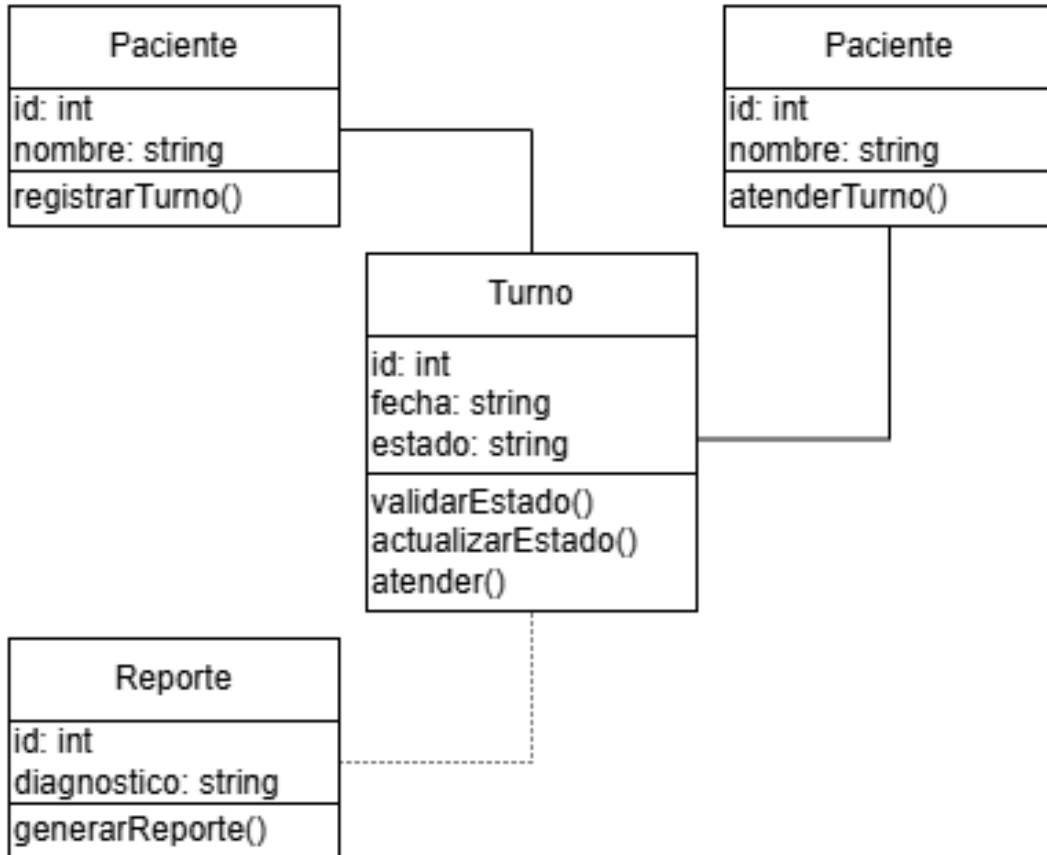 Paciente
id: int
nombre: string
registrarTurno()
Paciente
id: int
nombre: string
atenderTurno()
Turno
id: int
fecha: string
estado: string
validarEstado()
actualizarEstado()
atender()
Reporte
id: int
diagnostico: string
generarReporte()